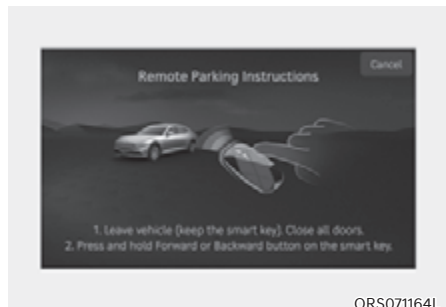 Cancel
Remote Parking Instructions
1. Leave vehicle (keep the smart key). Close all doors.
2. Press and hold Forward or Backward button on the smart key.
ORS071164L